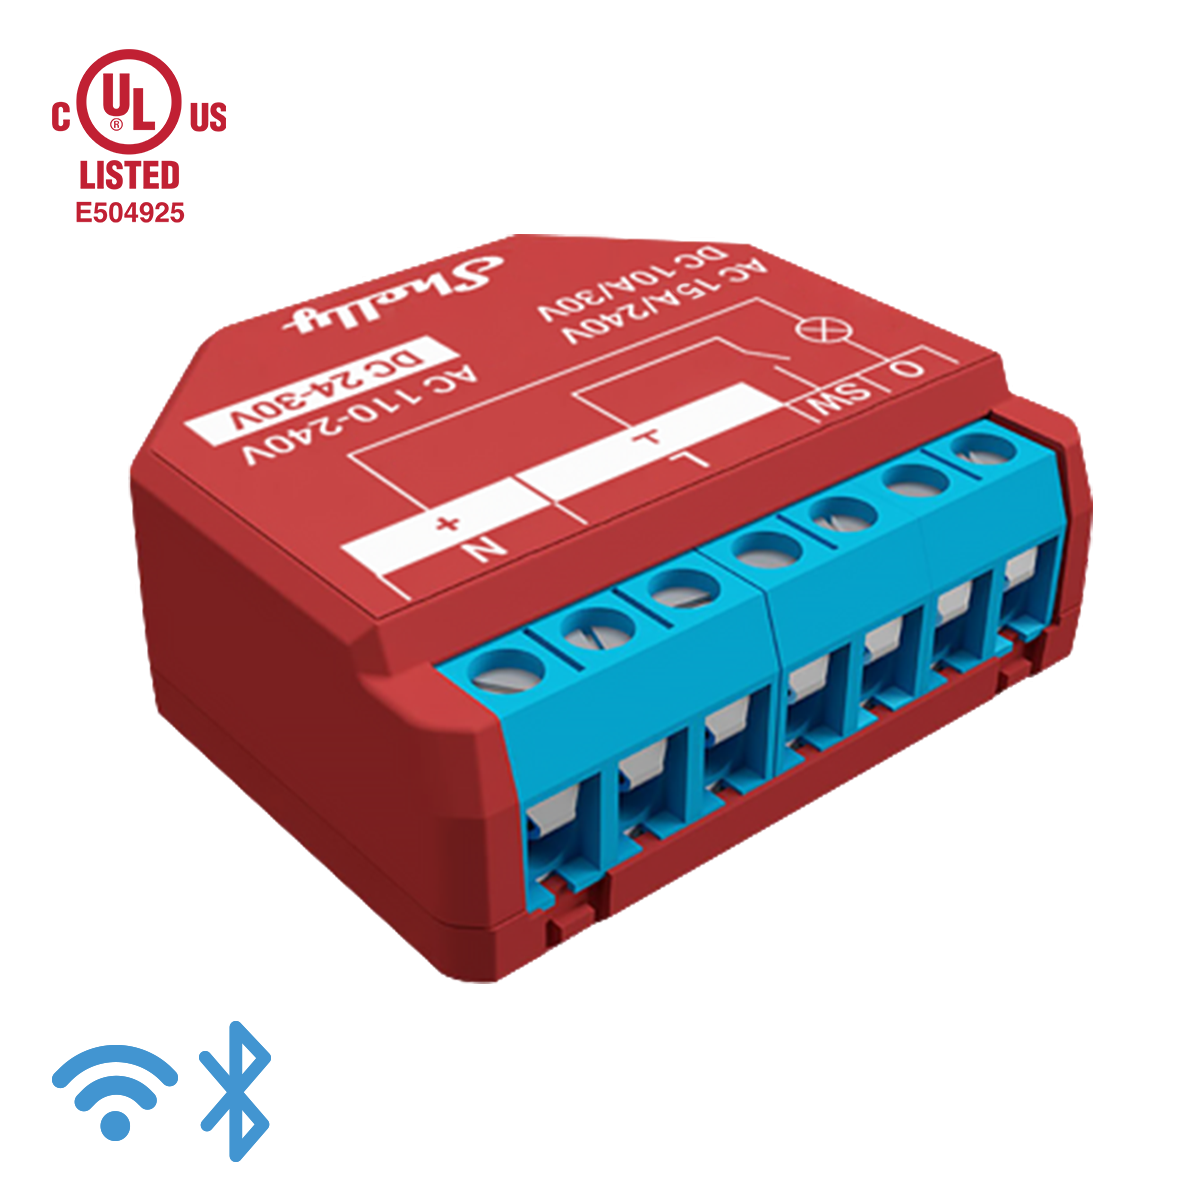 C UL® US
LISTED
E504925
Shelly
DC 24-30V
AC 110-240V
DC 10A/30V
AC 15A/240V
+
⊥
N
L
SW
O